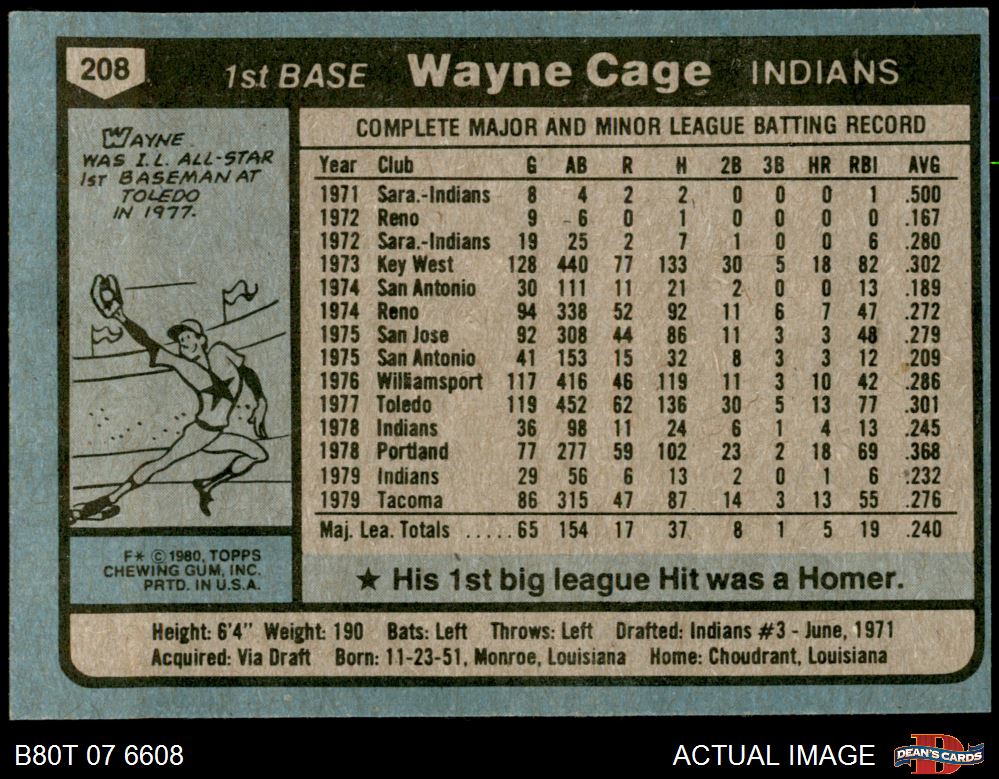 208
1st BASE Wayne Cage INDIANS
WAYNE
WAS I.L. ALL-STAR
1ST BASEMAN AT
TOLEDO
IN 1977.
COMPLETE MAJOR AND MINOR LEAGUE BATTING RECORD
Year Club G AB R H 2B 3B HR RBI AVG
1971 Sara.-Indians 8 4 2 2 0 0 0 1 .500
1972 Reno 9 6 0 1 0 0 0 0 .167
1972 Sara.-Indians 19 25 2 7 1 0 0 6 .280
1973 Key West 128 440 77 133 30 5 18 82 .302
1974 San Antonio 30 111 11 21 2 0 0 13 .189
1974 Reno 94 338 52 92 11 6 7 47 .272
1975 San Jose 92 308 44 86 11 3 3 48 .279
1975 San Antonio 41 153 15 32 8 3 3 12 .209
1976 Williamsport 117 416 46 119 11 3 10 42 .286
1977 Toledo 119 452 62 136 30 5 13 77 .301
1978 Indians 36 98 11 24 6 1 4 13 .245
1978 Portland 77 277 59 102 23 2 18 69 .368
1979 Indians 29 56 6 13 2 0 1 6 .232
1979 Tacoma 86 315 47 87 14 3 13 55 .276
Maj. Lea. Totals .....65 154 17 37 8 1 5 19 .240
F* © 1980, TOPPS
CHEWING GUM, INC.
PRTD. IN U.S.A.
★ His 1st big league Hit was a Homer.
Height: 6'4" Weight: 190 Bats: Left Throws: Left Drafted: Indians #3 - June, 1971
Acquired: Via Draft Born: 11-23-51, Monroe, Louisiana Home: Choudrant, Louisiana
B80T 07 6608 ACTUAL IMAGE
D
DEAN'S CARDS